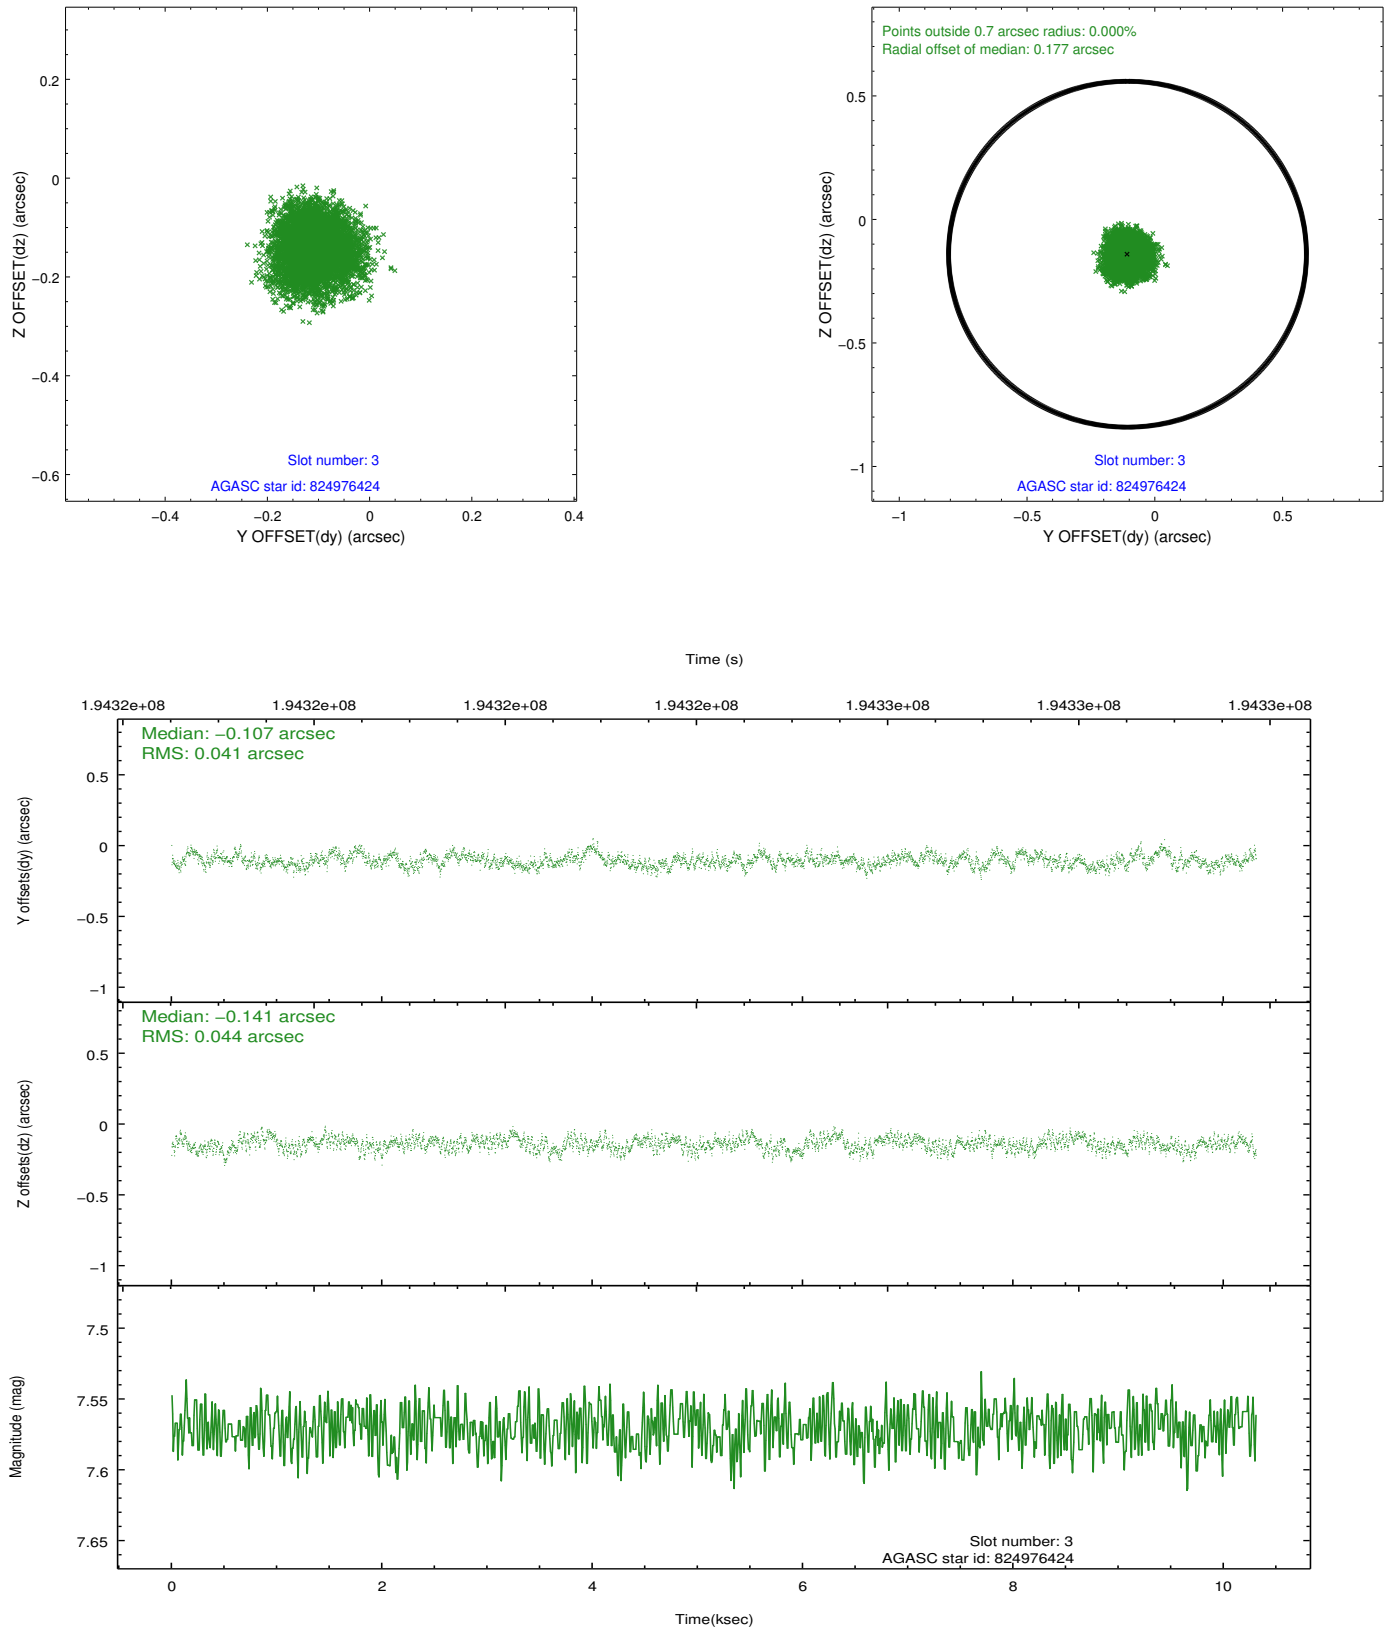 0.2
0
−0.2
−0.4
−0.6
Z OFFSET(dz) (arcsec)
Slot number: 3
AGASC star id: 824976424
−0.4
−0.2
0
0.2
0.4
Y OFFSET(dy) (arcsec)
Points outside 0.7 arcsec radius: 0.000%
Radial offset of median: 0.177 arcsec
0.5
0
−0.5
−1
Z OFFSET(dz) (arcsec)
Slot number: 3
AGASC star id: 824976424
−1
−0.5
0
0.5
Y OFFSET(dy) (arcsec)
Time (s)
1.9432e+08
1.9432e+08
1.9432e+08
1.9432e+08
1.9433e+08
1.9433e+08
1.9433e+08
Median: −0.107 arcsec
RMS: 0.041 arcsec
0.5
0
−0.5
−1
Y offsets(dy) (arcsec)
Median: −0.141 arcsec
RMS: 0.044 arcsec
0.5
0
−0.5
−1
Z offsets(dz) (arcsec)
7.5
7.55
7.6
7.65
Magnitude (mag)
Slot number: 3
AGASC star id: 824976424
0
2
4
6
8
10
Time(ksec)